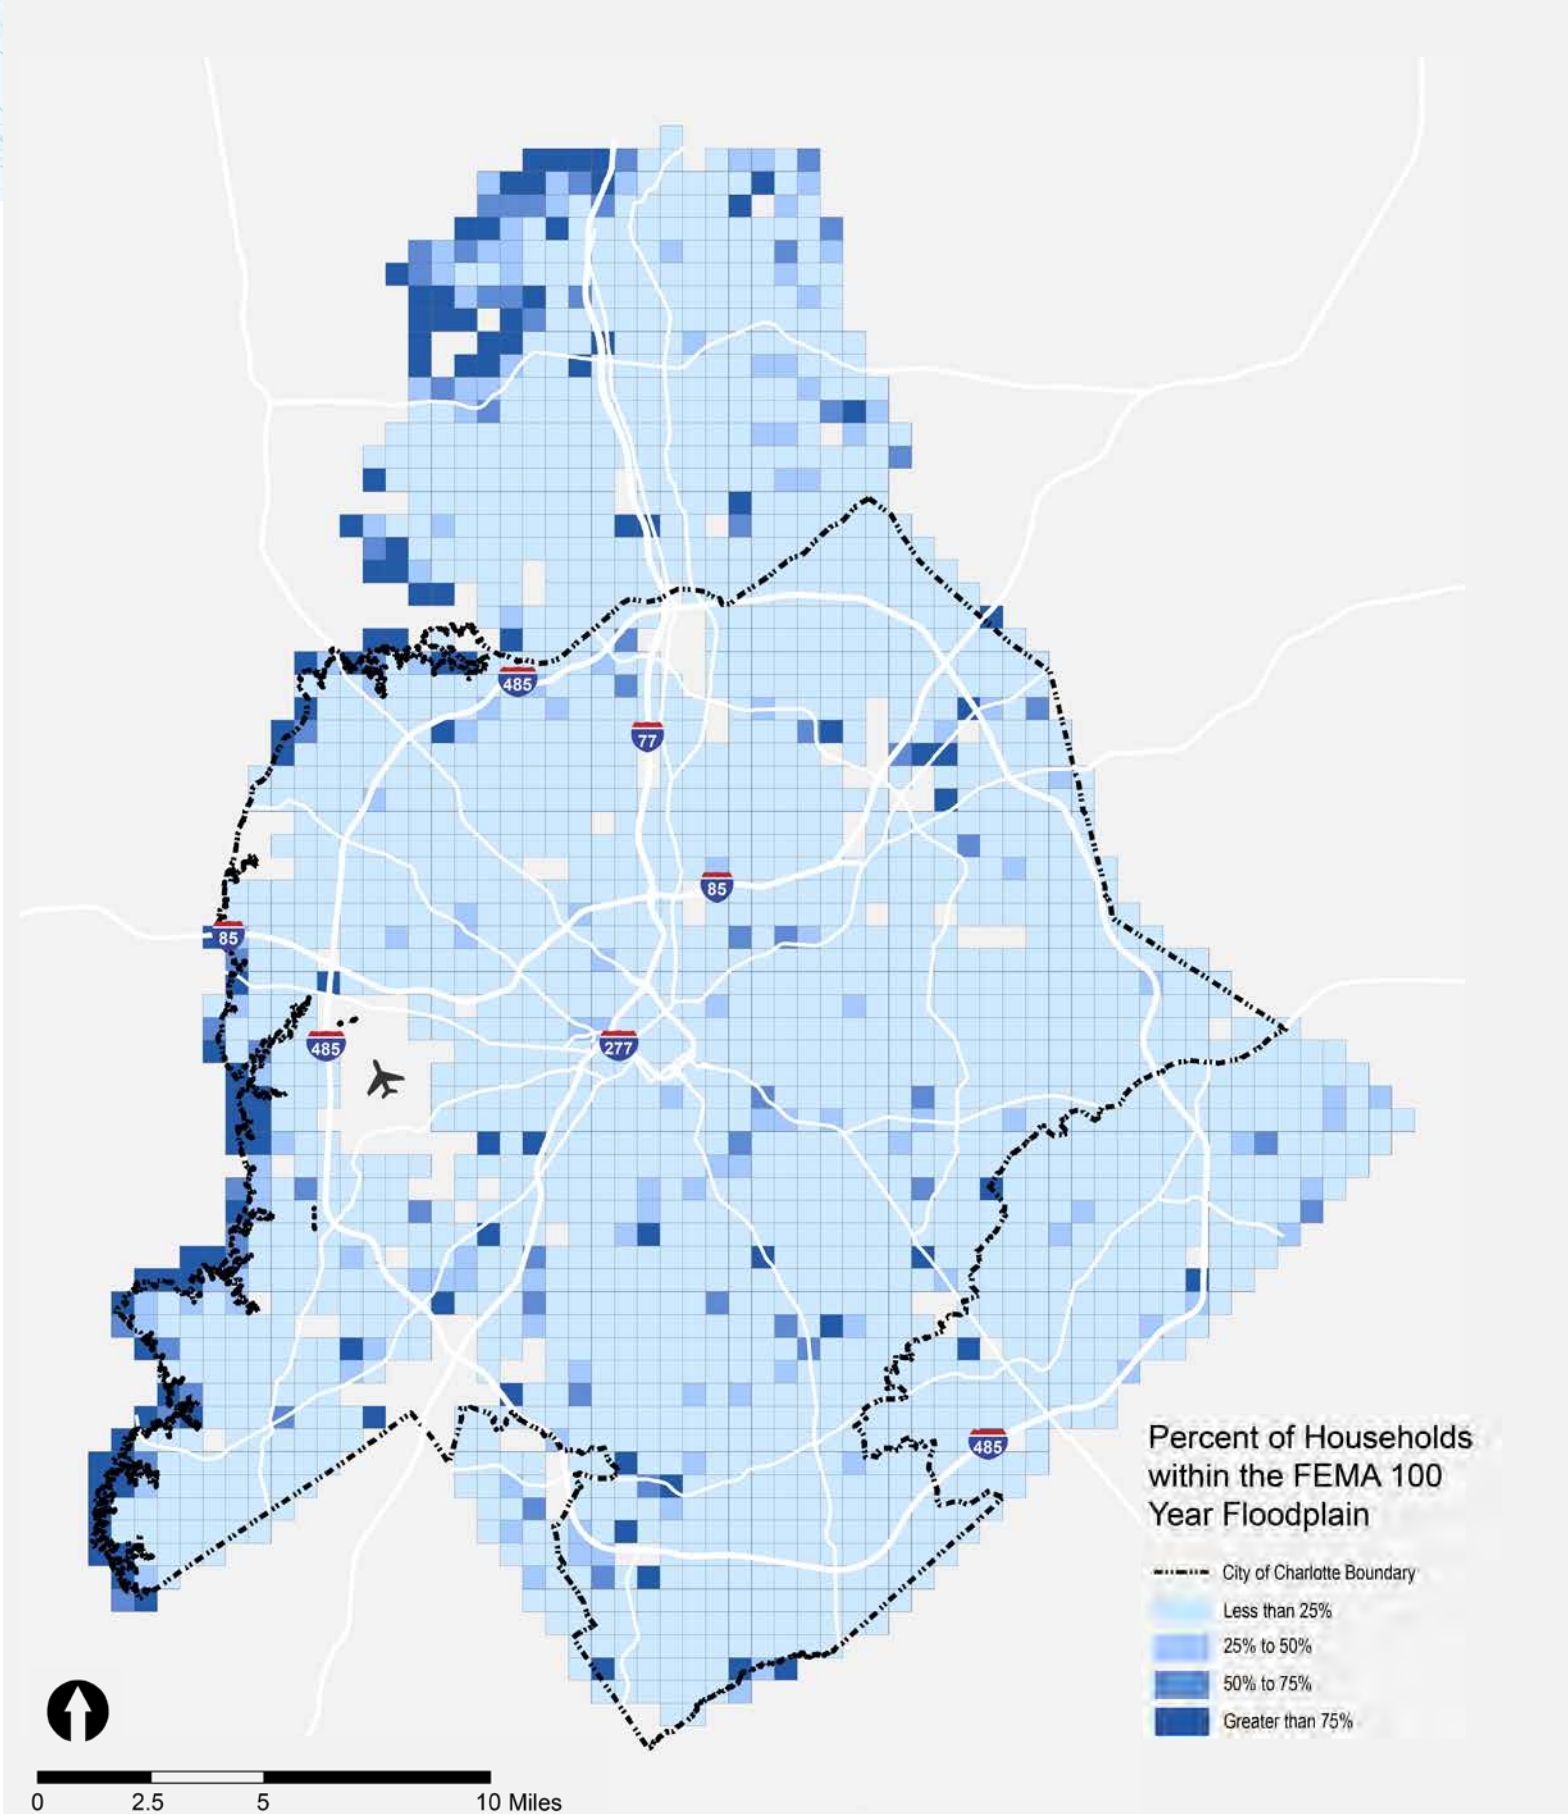 485
77
85
85
485
277
485
Percent of Households
within the FEMA 100
Year Floodplain
City of Charlotte Boundary
Less than 25%
25% to 50%
50% to 75%
Greater than 75%
0 2.5 5 10 Miles